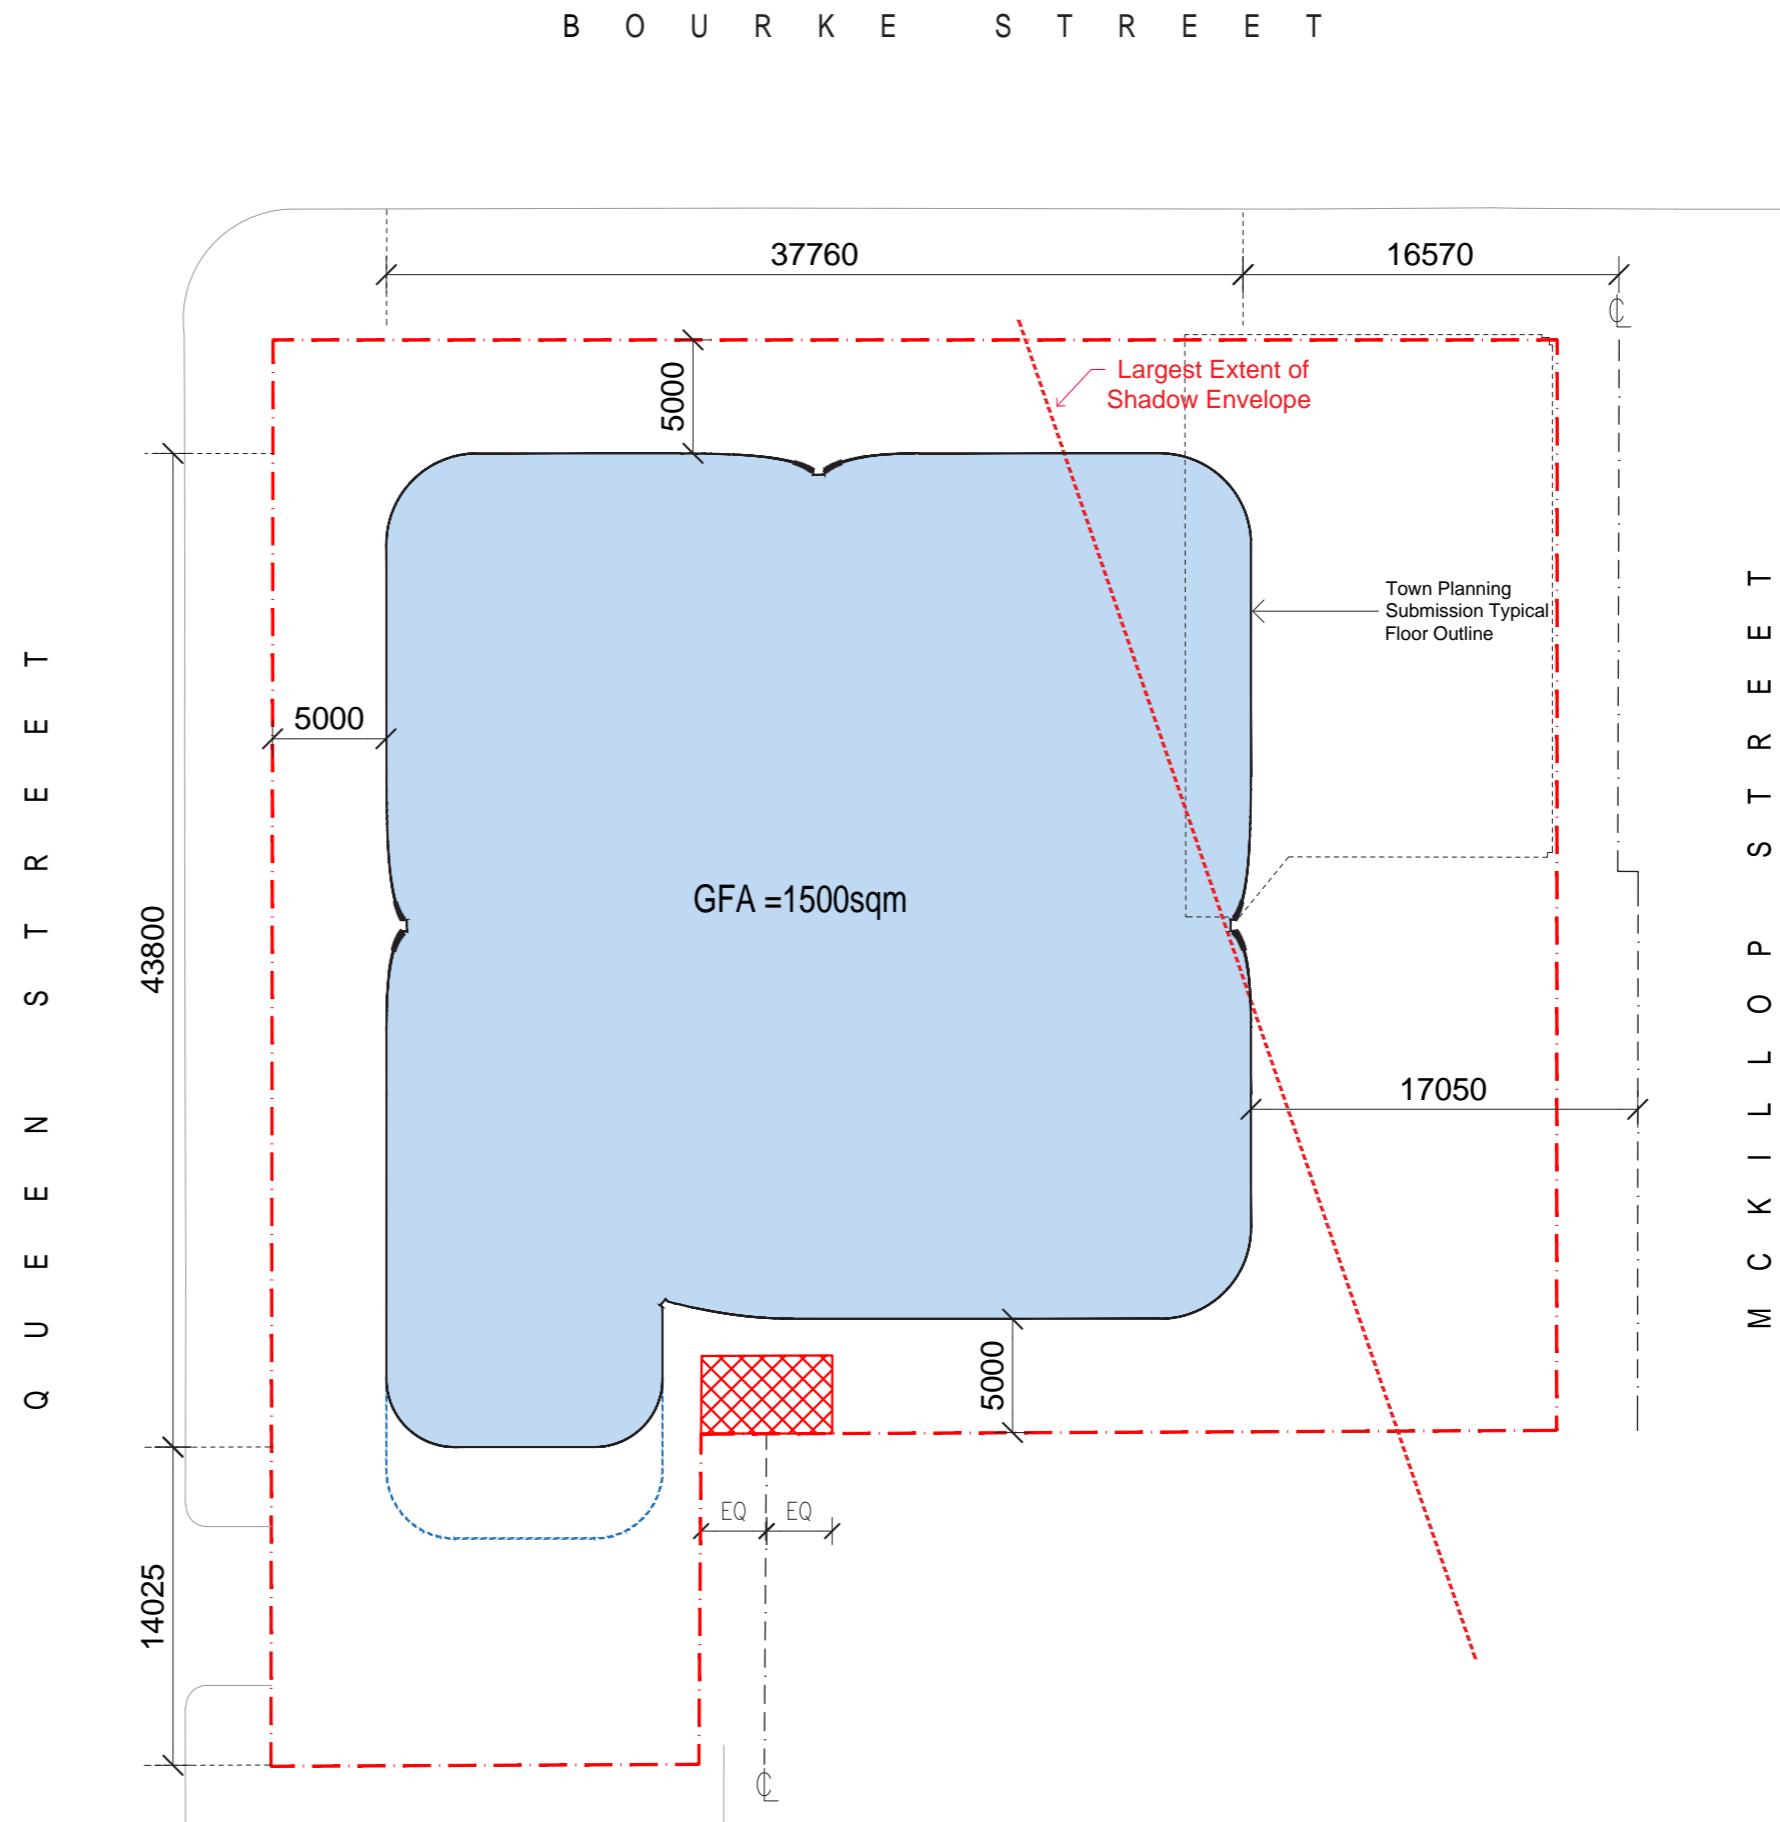 BOURKE STREET
37760
16570
℄
5000
Largest Extent of
Shadow Envelope
Town Planning
Submission Typical
Floor Outline
QUEEN STREET
MCKILLOP STREET
5000
GFA =1500sqm
43800
17050
5000
EQ
EQ
14025
℄